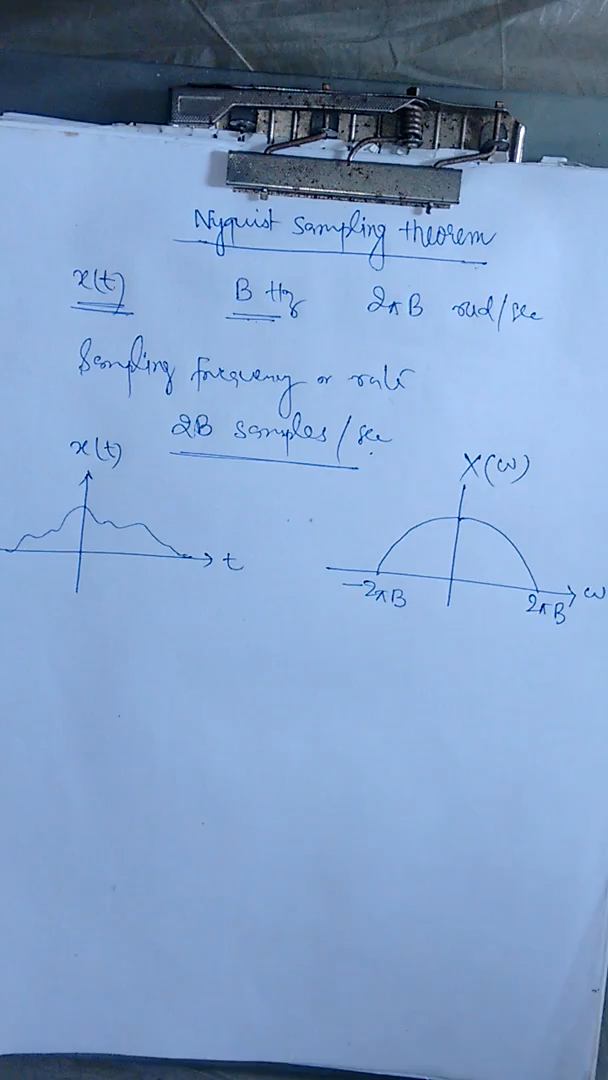 Nyquist Sampling theorem
x(t) B Hz 2πB rad/sec
Sampling frequency or rate
2B samples/sec
x(t)
X(ω)
t
-2πB 2πB ω